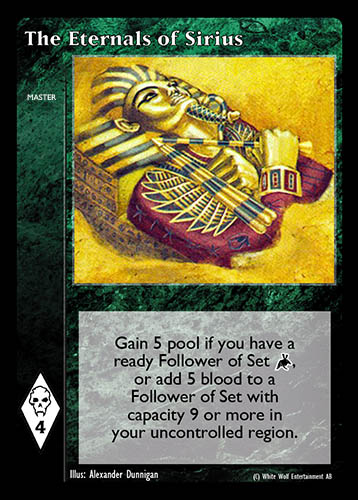 The Eternals of Sirius
MASTER
Gain 5 pool if you have a
ready Follower of Set ,
or add 5 blood to a
Follower of Set with
capacity 9 or more in
your uncontrolled region.
4
Illus: Alexander Dunnigan
(C) White Wolf Entertainment AB